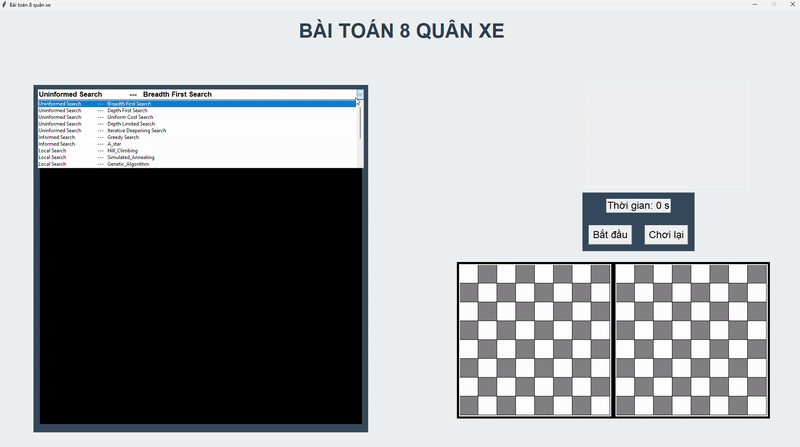 Bài toán 8 quân xe
BÀI TOÁN 8 QUÂN XE
Uninformed Search --- Breadth First Search
Uninformed Search --- Breadth First Search
Uninformed Search --- Depth First Search
Uninformed Search --- Uniform Cost Search
Uninformed Search --- Depth Limited Search
Uninformed Search --- Iterative Deepening Search
Informed Search --- Greedy Search
Informed Search --- A_star
Local Search --- Hill_Climbing
Local Search --- Simulated_Annealing
Local Search --- Genetic_Algorithm
Thời gian: 0 s
Bắt đầu
Chơi lại